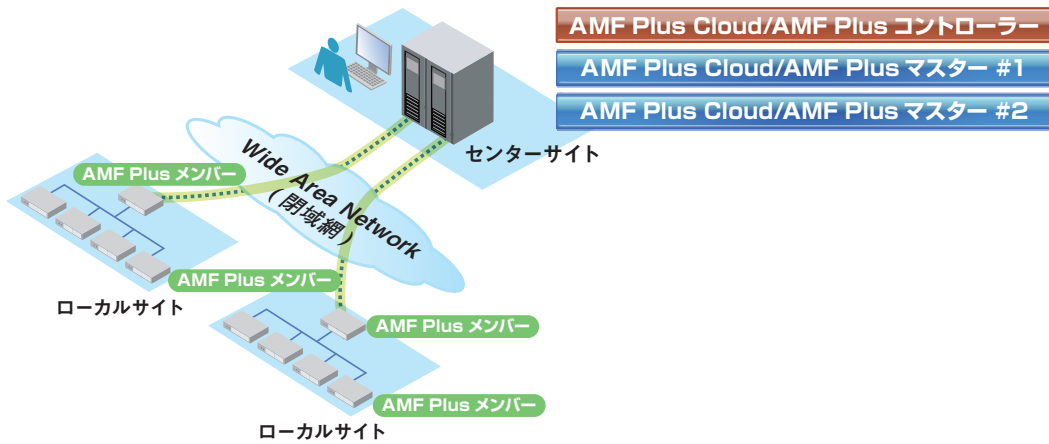 AMF Plus Cloud/AMF Plus コントローラー
AMF Plus Cloud/AMF Plus マスター #1
AMF Plus Cloud/AMF Plus マスター #2
センターサイト
Wide Area Network
（閉域網）
AMF Plus メンバー
AMF Plus メンバー
ローカルサイト
AMF Plus メンバー
AMF Plus メンバー
ローカルサイト